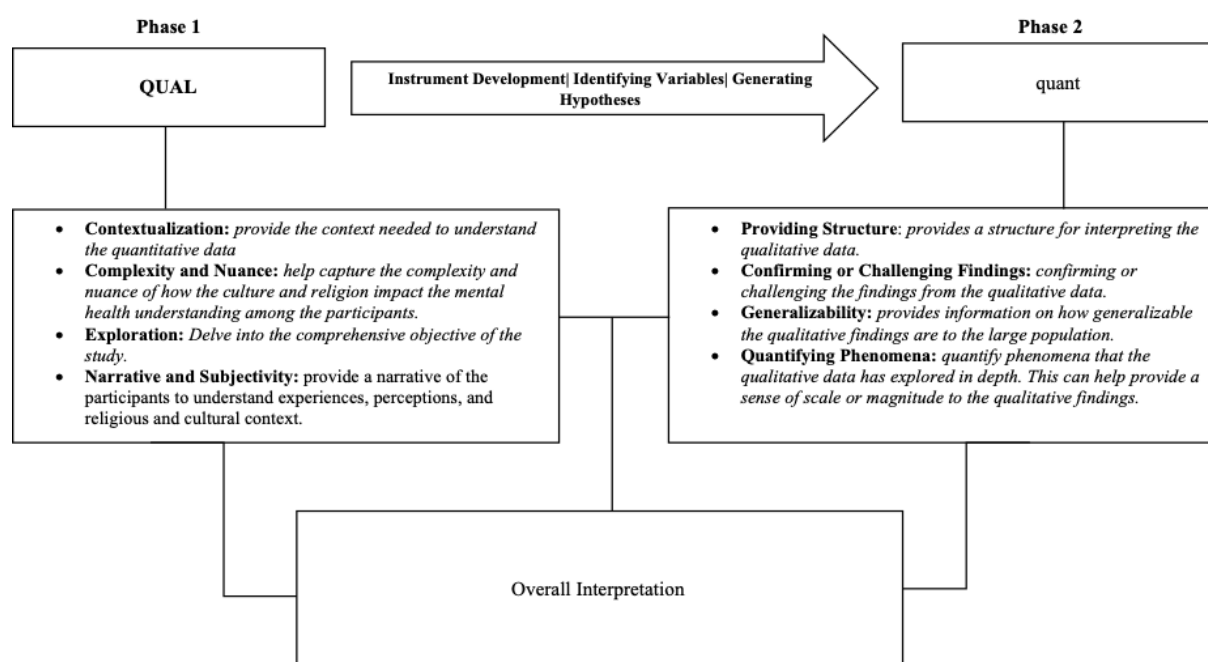 Phase 1
Phase 2
QUAL
Instrument Development| Identifying Variables| Generating
Hypotheses
quant
• Contextualization: provide the context needed to understand
the quantitative data
• Complexity and Nuance: help capture the complexity and
nuance of how the culture and religion impact the mental
health understanding among the participants.
• Exploration: Delve into the comprehensive objective of the
study.
• Narrative and Subjectivity: provide a narrative of the
participants to understand experiences, perceptions, and
religious and cultural context.
• Providing Structure: provides a structure for interpreting the
qualitative data.
• Confirming or Challenging Findings: confirming or
challenging the findings from the qualitative data.
• Generalizability: provides information on how generalizable
the qualitative findings are to the large population.
• Quantifying Phenomena: quantify phenomena that the
qualitative data has explored in depth. This can help provide a
sense of scale or magnitude to the qualitative findings.
Overall Interpretation